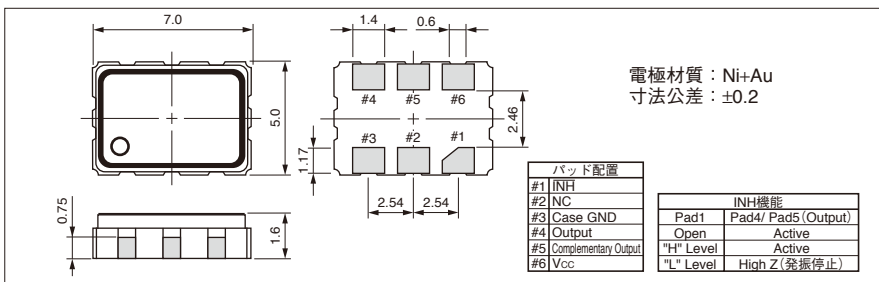 7.0
5.0
0.75
1.6
1.4
0.6
#4 #5 #6
#3 #2 #1
2.46
1.17
2.54 2.54
電極材質：Ni+Au
寸法公差：±0.2
パッド配置
#1 INH
#2 NC
#3 Case GND
#4 Output
#5 Complementary Output
#6 Vcc
INH機能
Pad1 Pad4/ Pad5(Output)
Open Active
"H" Level Active
"L" Level High Z(発振停止)